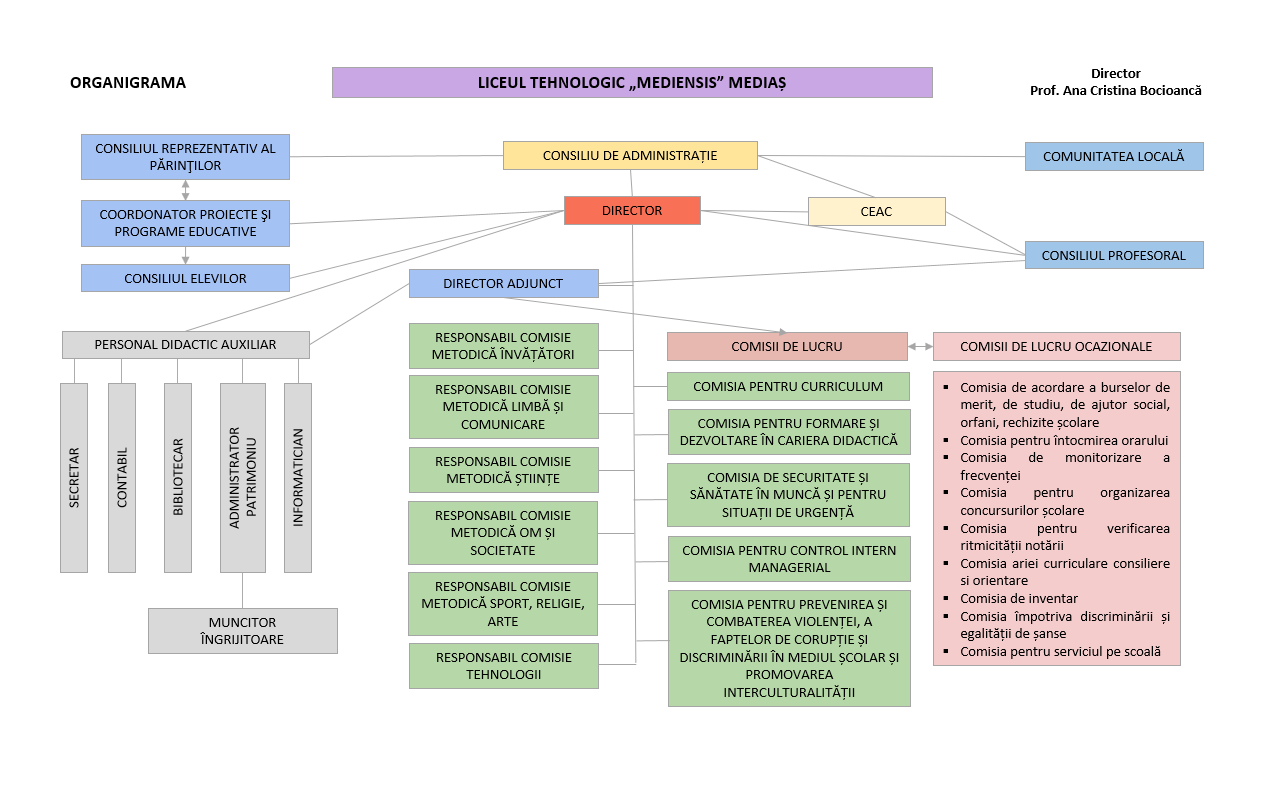 ORGANIGRAMA
LICEUL TEHNOLOGIC „MEDIENSIS” MEDIAȘ
Director
Prof. Ana Cristina Bocioancă
CONSILIUL REPREZENTATIV AL
PĂRINŢILOR
CONSILIU DE ADMINISTRAȚIE
COMUNITATEA LOCALĂ
COORDONATOR PROIECTE ŞI
PROGRAME EDUCATIVE
DIRECTOR
CEAC
CONSILIUL PROFESORAL
CONSILIUL ELEVILOR
DIRECTOR ADJUNCT
PERSONAL DIDACTIC AUXILIAR
SECRETAR
CONTABIL
BIBLIOTECAR
ADMINISTRATOR
PATRIMONIU
INFORMATICIAN
MUNCITOR
ÎNGRIJITOARE
RESPONSABIL COMISIE
METODICĂ ÎNVĂȚĂTORI
RESPONSABIL COMISIE
METODICĂ LIMBĂ ȘI
COMUNICARE
RESPONSABIL COMISIE
METODICĂ ȘTIINȚE
RESPONSABIL COMISIE
METODICĂ OM ȘI
SOCIETATE
RESPONSABIL COMISIE
METODICĂ SPORT, RELIGIE,
ARTE
RESPONSABIL COMISIE
TEHNOLOGII
COMISII DE LUCRU
COMISIA PENTRU CURRICULUM
COMISIA PENTRU FORMARE ȘI
DEZVOLTARE ÎN CARIERA DIDACTICĂ
COMISIA DE SECURITATE ȘI
SĂNĂTATE ÎN MUNCĂ ȘI PENTRU
SITUAȚII DE URGENȚĂ
COMISIA PENTRU CONTROL INTERN
MANAGERIAL
COMISIA PENTRU PREVENIREA ȘI
COMBATEREA VIOLENȚEI, A
FAPTELOR DE CORUPȚIE ȘI
DISCRIMINĂRII ÎN MEDIUL ȘCOLAR ȘI
PROMOVAREA
INTERCULTURALITĂȚII
COMISII DE LUCRU OCAZIONALE
▪ Comisia de acordare a burselor de
merit, de studiu, de ajutor social,
orfani, rechizite școlare
▪ Comisia pentru întocmirea orarului
▪ Comisia de monitorizare a
frecvenței
▪ Comisia pentru organizarea
concursurilor școlare
▪ Comisia pentru verificarea
ritmicității notării
▪ Comisia ariei curriculare consiliere
si orientare
▪ Comisia de inventar
▪ Comisia împotriva discriminării și
egalității de șanse
▪ Comisia pentru serviciul pe scoală